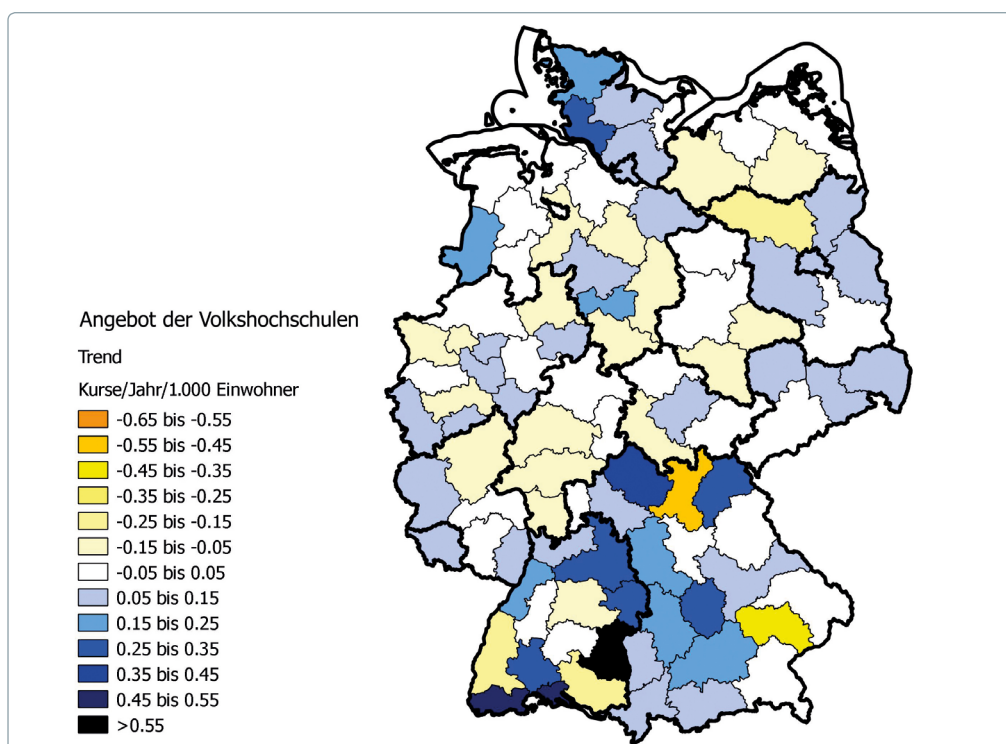 Angebot der Volkshochschulen
Trend
Kurse/Jahr/1.000 Einwohner
-0.65 bis -0.55
-0.55 bis -0.45
-0.45 bis -0.35
-0.35 bis -0.25
-0.25 bis -0.15
-0.15 bis -0.05
-0.05 bis 0.05
0.05 bis 0.15
0.15 bis 0.25
0.25 bis 0.35
0.35 bis 0.45
0.45 bis 0.55
>0.55